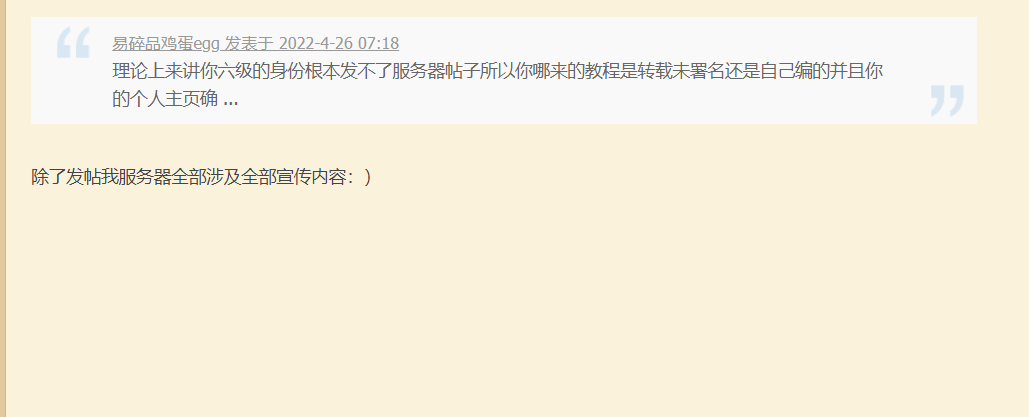 易碎品鸡蛋egg 发表于 2022-4-26 07:18
理论上来讲你六级的身份根本发不了服务器帖子所以你哪来的教程是转载未署名还是自己编的并且你
的个人主页确 ...
除了发帖我服务器全部涉及全部宣传内容：）